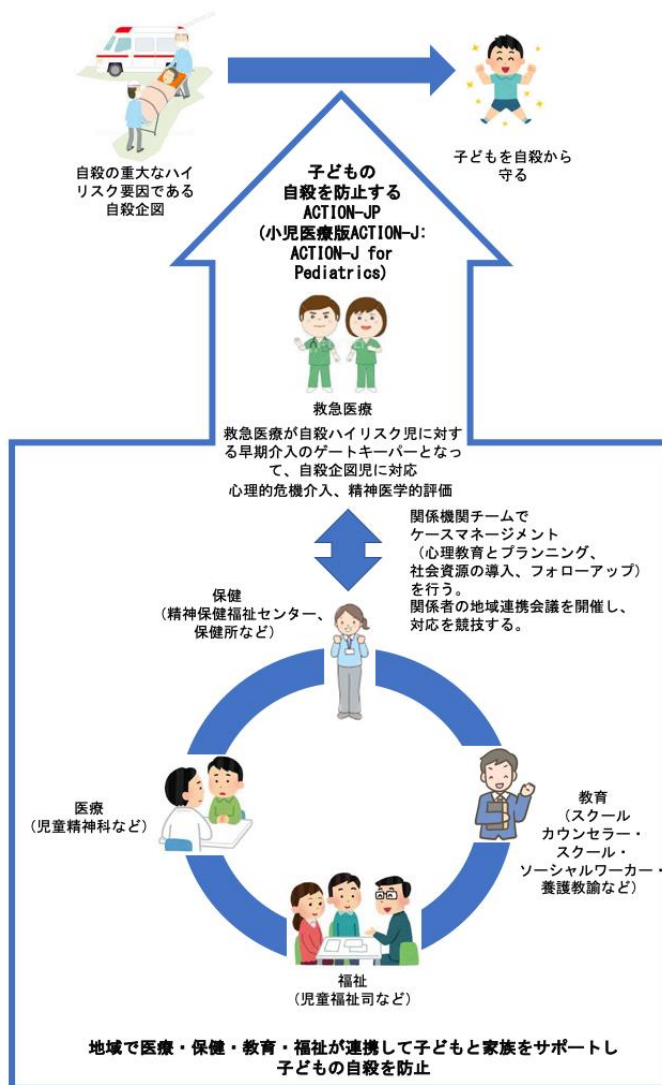 自殺の重大なハイ
リスク要因である
自殺企図
子どもを自殺から
守る
子どもの
自殺を防止する
ACTION-JP
(小児医療版ACTION-J:
ACTION-J for
Pediatrics)
救急医療
救急医療が自殺ハイリスク児に対す
る早期介入のゲートキーパーとなっ
て、自殺企図児に対応
心理的危機介入、精神医学的評価
関係機関チームで
ケースマネージメント
(心理教育とプランニング、
社会資源の導入、フォローアップ)
を行う。
関係者の地域連携会議を開催し、
対応を競技する。
保健
(精神保健福祉センター、
保健所など)
医療
(児童精神科など)
教育
(スクール
カウンセラー・
スクール・
ソーシャルワーカー・
養護教諭など)
福祉
(児童福祉司など)
地域で医療・保健・教育・福祉が連携して子どもと家族をサポートし
子どもの自殺を防止